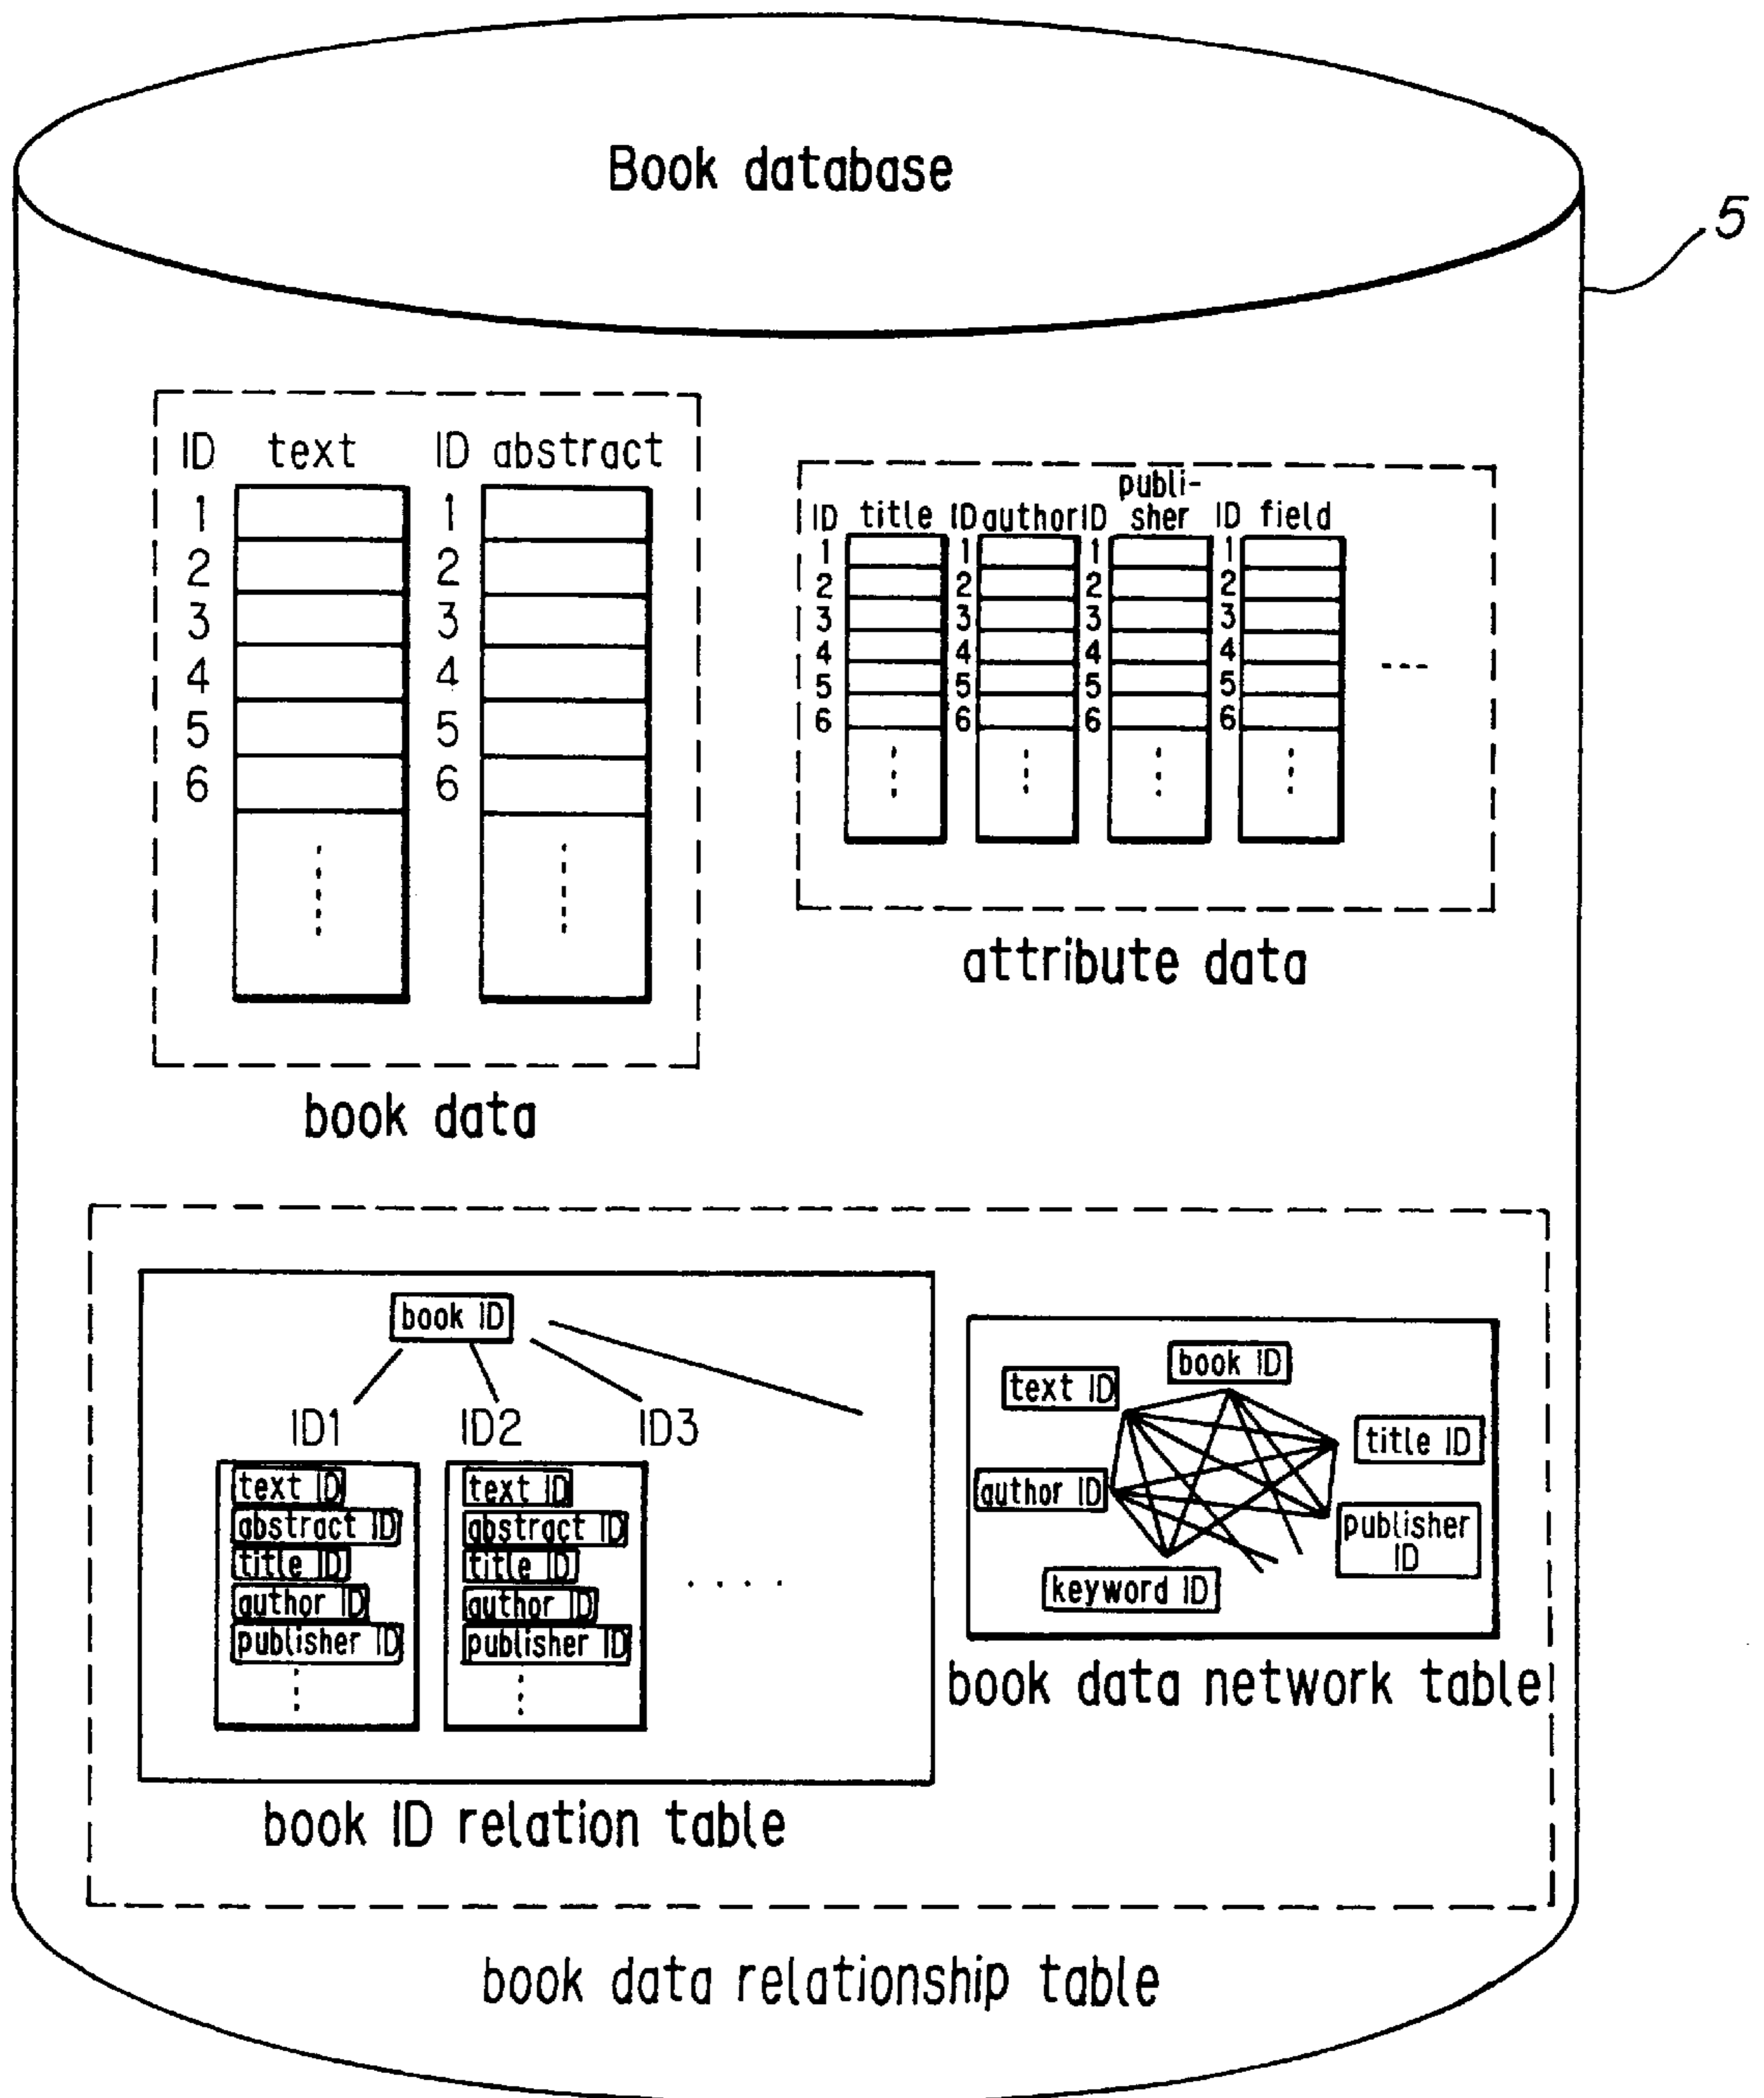 Book database
5
ID text ID abstract
1 1
2 2
3 3
4 4
5 5
6 6
book data
publi-
ID title ID author ID sher ID field
1 1 1 1
2 2 2 2
3 3 3 3
4 4 4 4
5 5 5 5
6 6 6 6
attribute data
book ID
ID1 ID2 ID3
text ID text ID
abstract ID abstract ID
title ID title ID
author ID author ID
publisher ID publisher ID
book ID relation table
book ID
text ID
title ID
author ID
publisher
ID
keyword ID
book data network table
book data relationship table